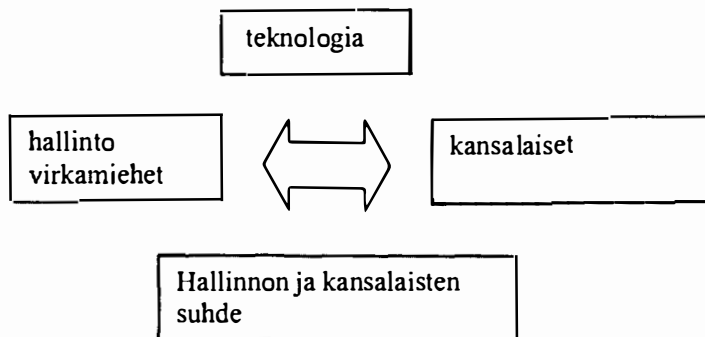 teknologia
hallinto
virkamiehet
kansalaiset
Hallinnon ja kansalaisten
suhde